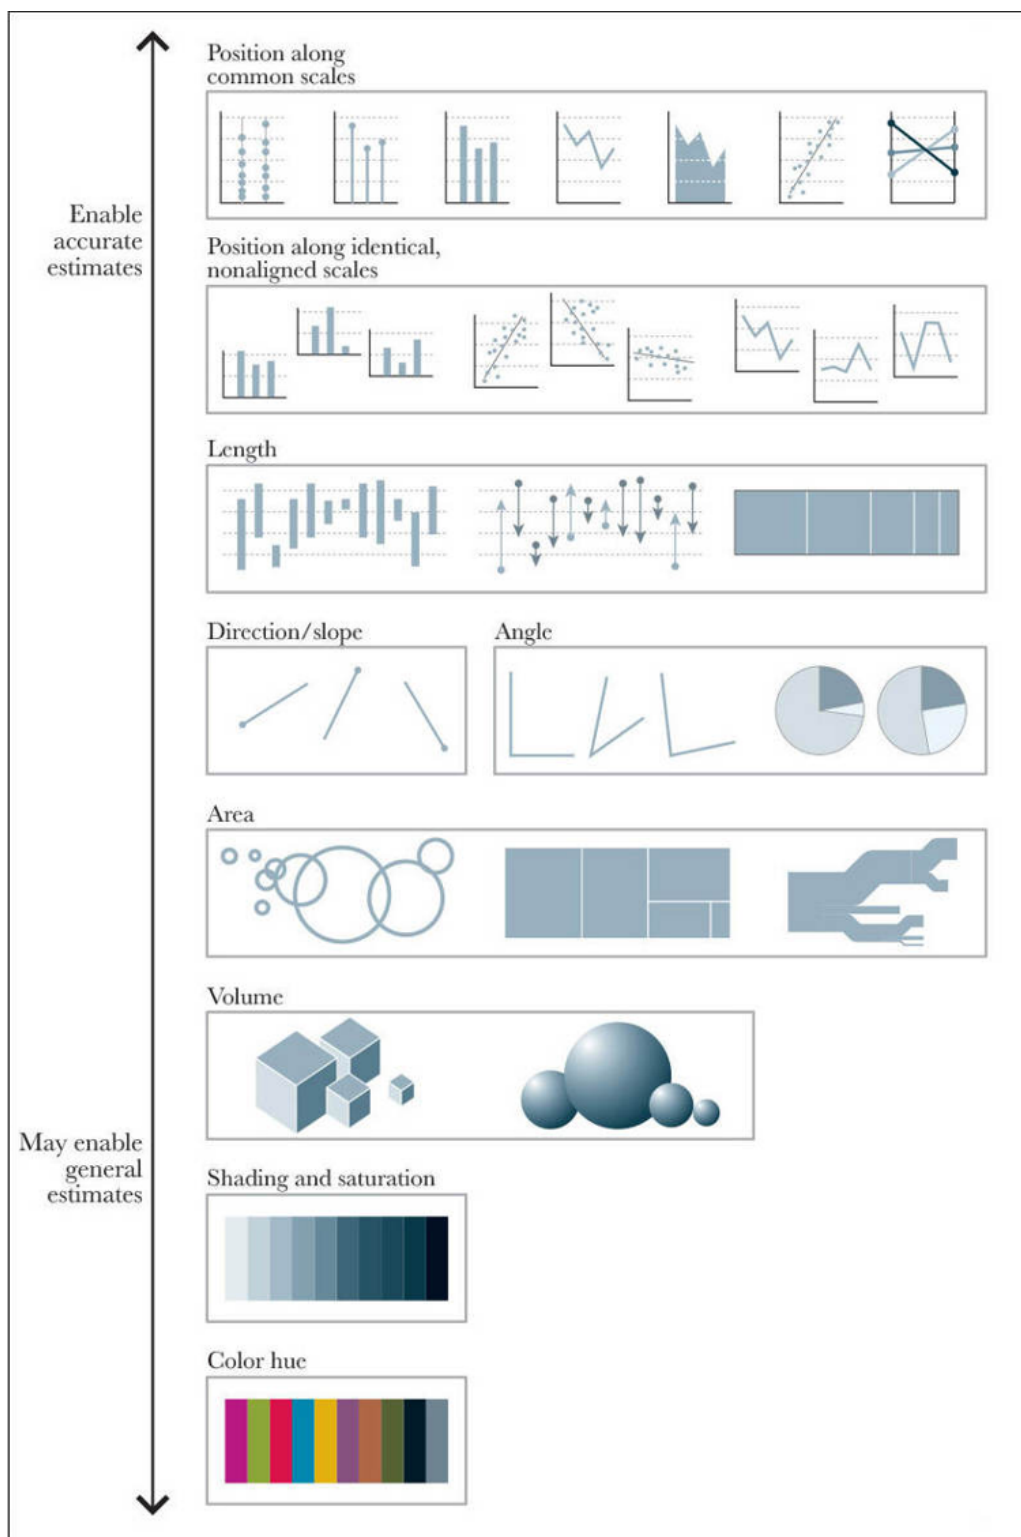 Position along
common scales
Enable
accurate
estimates
Position along identical,
nonaligned scales
Length
Direction/slope
Angle
Area
Volume
May enable
general
estimates
Shading and saturation
Color hue